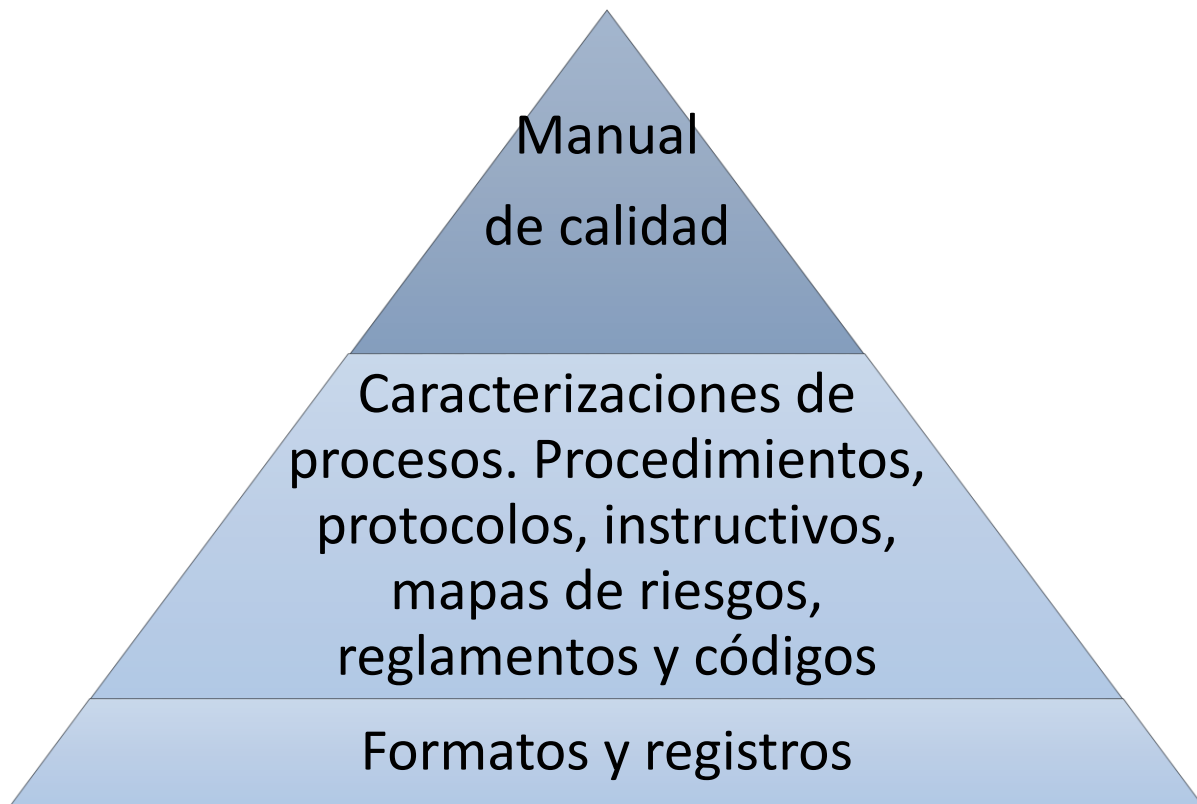 Manual
de calidad
Caracterizaciones de
procesos. Procedimientos,
protocolos, instructivos,
mapas de riesgos,
reglamentos y códigos
Formatos y registros